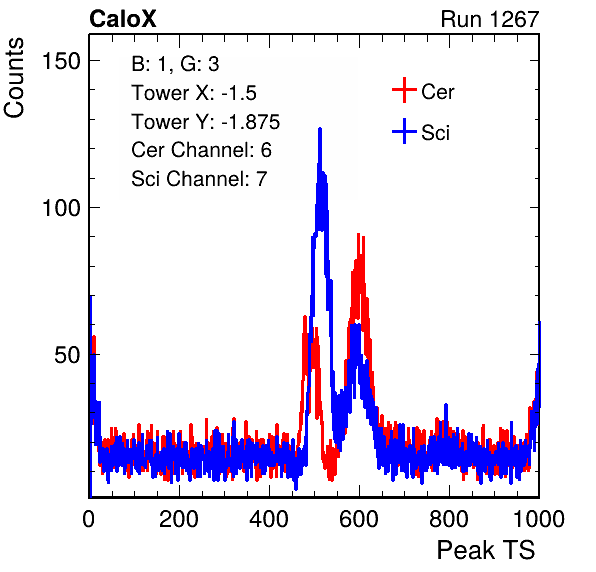 CaloX Run 1267
Counts
B: 1, G: 3
Tower X: -1.5
Tower Y: -1.875
Cer Channel: 6
Sci Channel: 7
Cer
Sci
150
100
50
0 200 400 600 800 1000
Peak TS